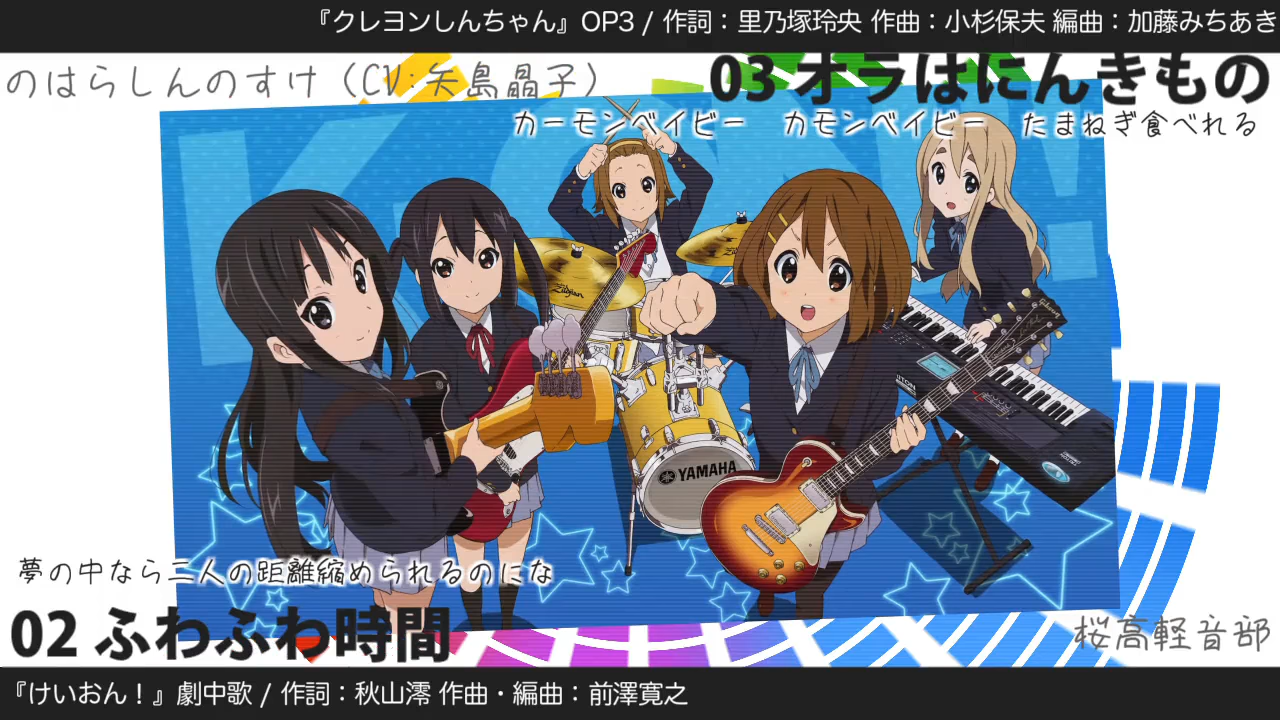 『クレヨンしんちゃん』OP3 / 作詞：里乃塚玲央 作曲：小杉保夫 編曲：加藤みちあき
のはらしんのすけ（CV:矢島晶子）
03 オラはにんきもの
カーモンベイビー　カモンベイビー　たまねぎ食べれる
K-ON!
Zildjian
YAMAHA
Gibson
夢の中なら二人の距離縮められるのにな
02 ふわふわ時間
桜高軽音部
『けいおん！』劇中歌 / 作詞：秋山澪 作曲・編曲：前澤寛之